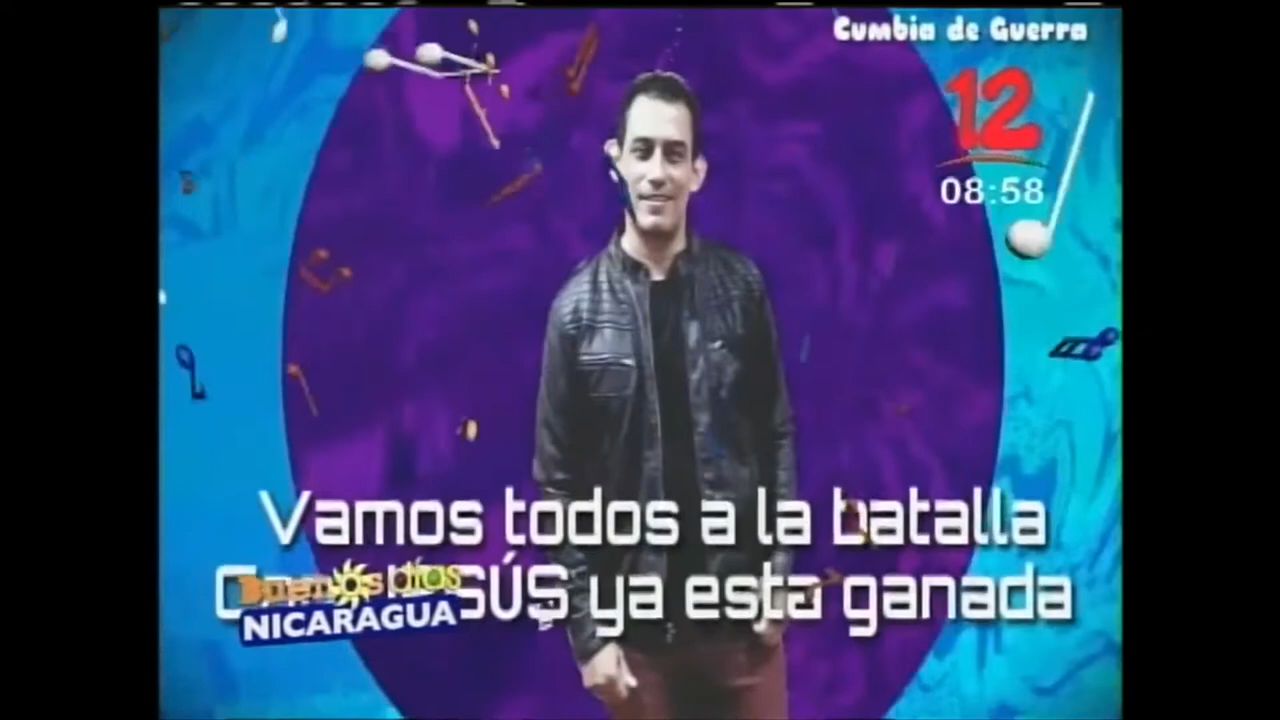 Cumbia de Guerra
12
08:58
Vamos todos a la batalla
SÚS ya esta ganada
Buenos días
NICARAGUA